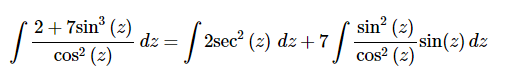 ∫ (2 + 7sin³(z))/(cos²(z)) dz = ∫ 2sec²(z) dz + 7 ∫ (sin²(z))/(cos²(z)) sin(z) dz